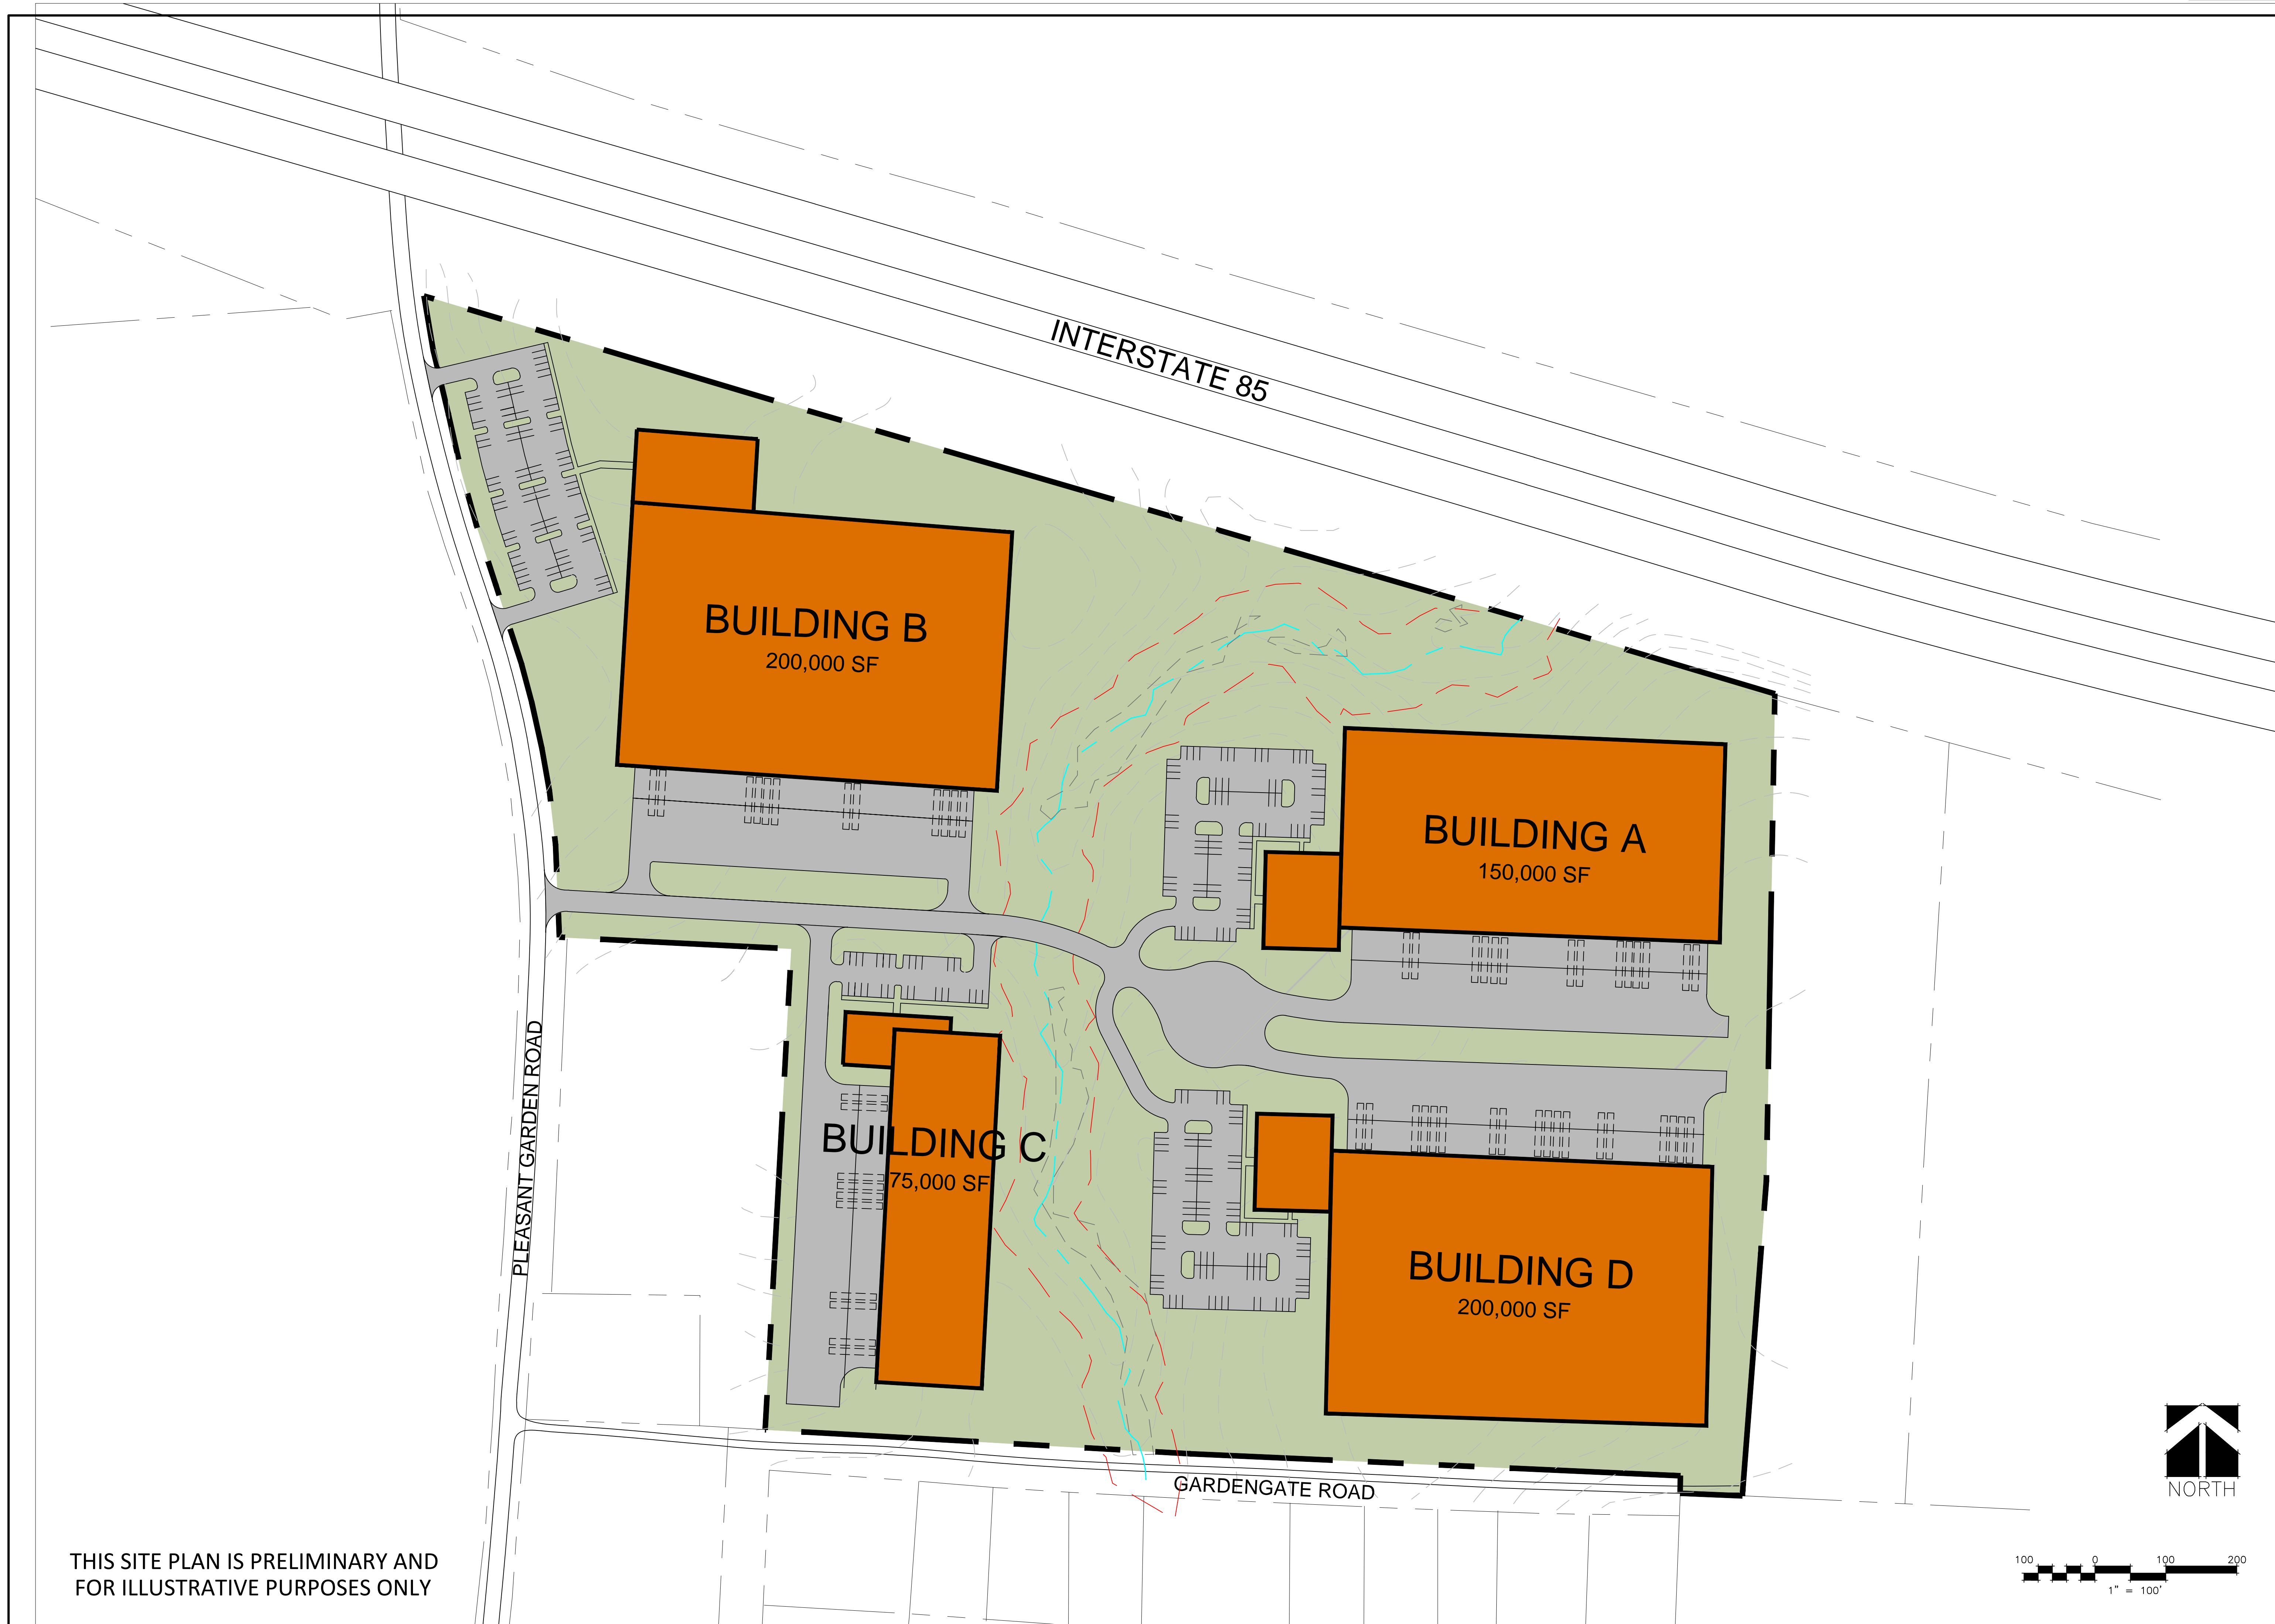 INTERSTATE 85
BUILDING B
200,000 SF
BUILDING A
150,000 SF
PLEASANT GARDEN ROAD
BUILDING C
75,000 SF
BUILDING D
200,000 SF
GARDENGATE ROAD
NORTH
THIS SITE PLAN IS PRELIMINARY AND
FOR ILLUSTRATIVE PURPOSES ONLY
100 0 100 200
1" = 100'